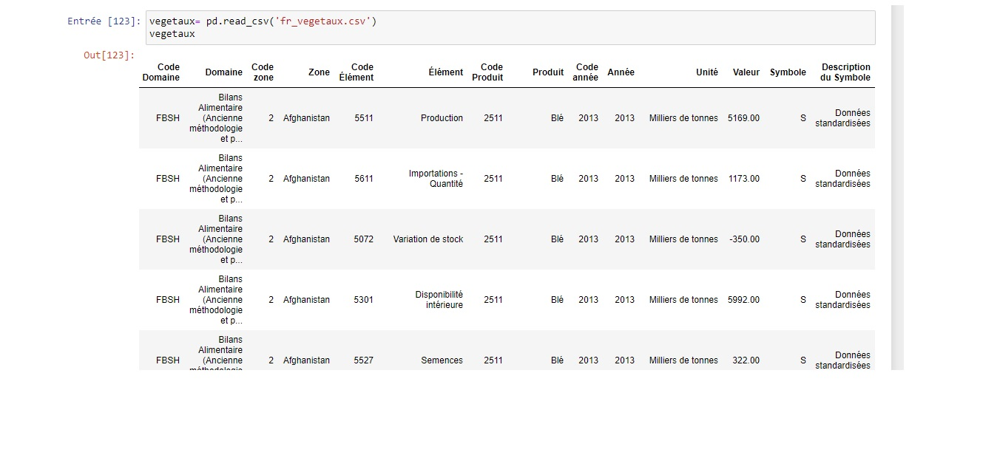 Entrée [123]: vegetaux= pd.read_csv('fr_vegetaux.csv')
vegetaux
Out[123]:
Code Domaine Domaine Code zone Zone Code Élément Élément Code Produit Produit Code année Année Unité Valeur Symbole Description du Symbole
FBSH Bilans Alimentaire (Ancienne méthodologie et p... 2 Afghanistan 5511 Production 2511 Blé 2013 2013 Milliers de tonnes 5169.00 S Données standardisées
FBSH Bilans Alimentaire (Ancienne méthodologie et p... 2 Afghanistan 5611 Importations - Quantité 2511 Blé 2013 2013 Milliers de tonnes 1173.00 S Données standardisées
FBSH Bilans Alimentaire (Ancienne méthodologie et p... 2 Afghanistan 5072 Variation de stock 2511 Blé 2013 2013 Milliers de tonnes -350.00 S Données standardisées
FBSH Bilans Alimentaire (Ancienne méthodologie et p... 2 Afghanistan 5301 Disponibilité intérieure 2511 Blé 2013 2013 Milliers de tonnes 5992.00 S Données standardisées
FBSH Bilans Alimentaire (Ancienne méthodologie 2 Afghanistan 5527 Semences 2511 Blé 2013 2013 Milliers de tonnes 322.00 S Données standardisées